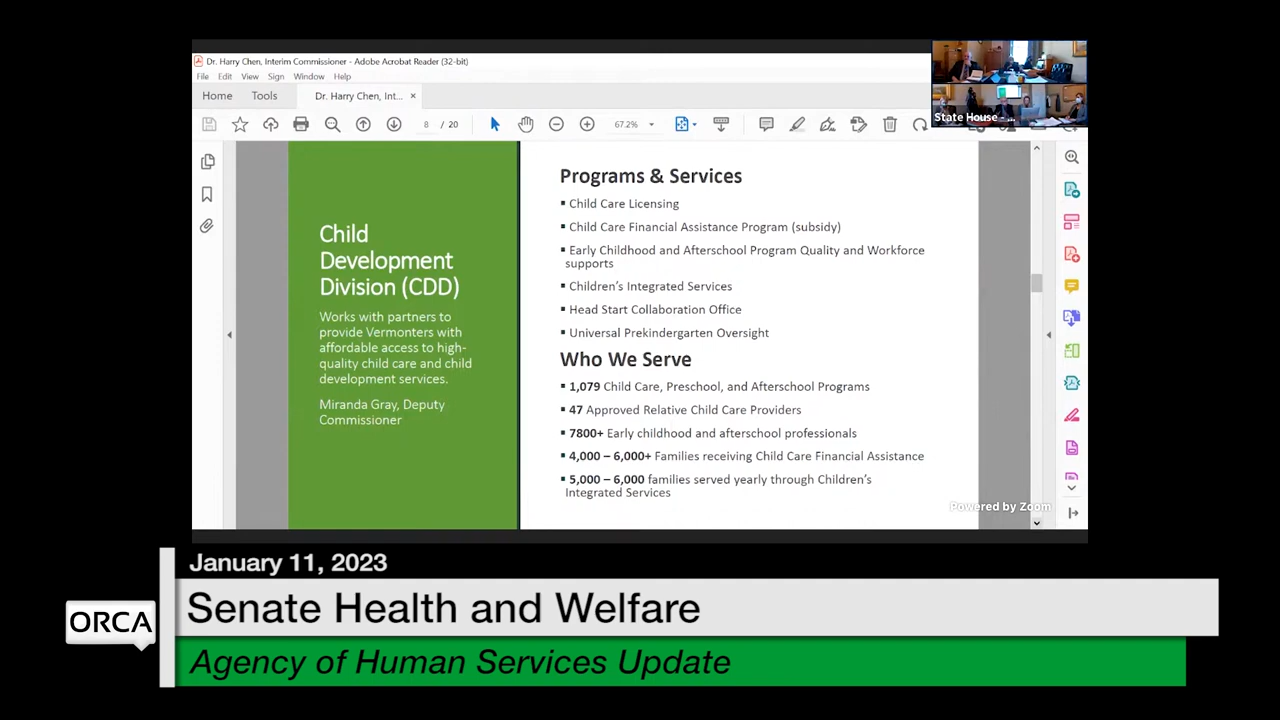 Dr. Harry Chen, Interim Commissioner - Adobe Acrobat Reader (32-bit)
File Edit View Sign Window Help
Home Tools Dr. Harry Chen, Int... ×
8 / 20 67.2%
State House - ...
Child
Development
Division (CDD)
Works with partners to
provide Vermonters with
affordable access to high-
quality child care and child
development services.
Miranda Gray, Deputy
Commissioner
Programs & Services
▪ Child Care Licensing
▪ Child Care Financial Assistance Program (subsidy)
▪ Early Childhood and Afterschool Program Quality and Workforce
supports
▪ Children's Integrated Services
▪ Head Start Collaboration Office
▪ Universal Prekindergarten Oversight
Who We Serve
▪ 1,079 Child Care, Preschool, and Afterschool Programs
▪ 47 Approved Relative Child Care Providers
▪ 7800+ Early childhood and afterschool professionals
▪ 4,000 – 6,000+ Families receiving Child Care Financial Assistance
▪ 5,000 – 6,000 families served yearly through Children's
Integrated Services
Powered by Zoom
January 11, 2023
ORCA
Senate Health and Welfare
Agency of Human Services Update